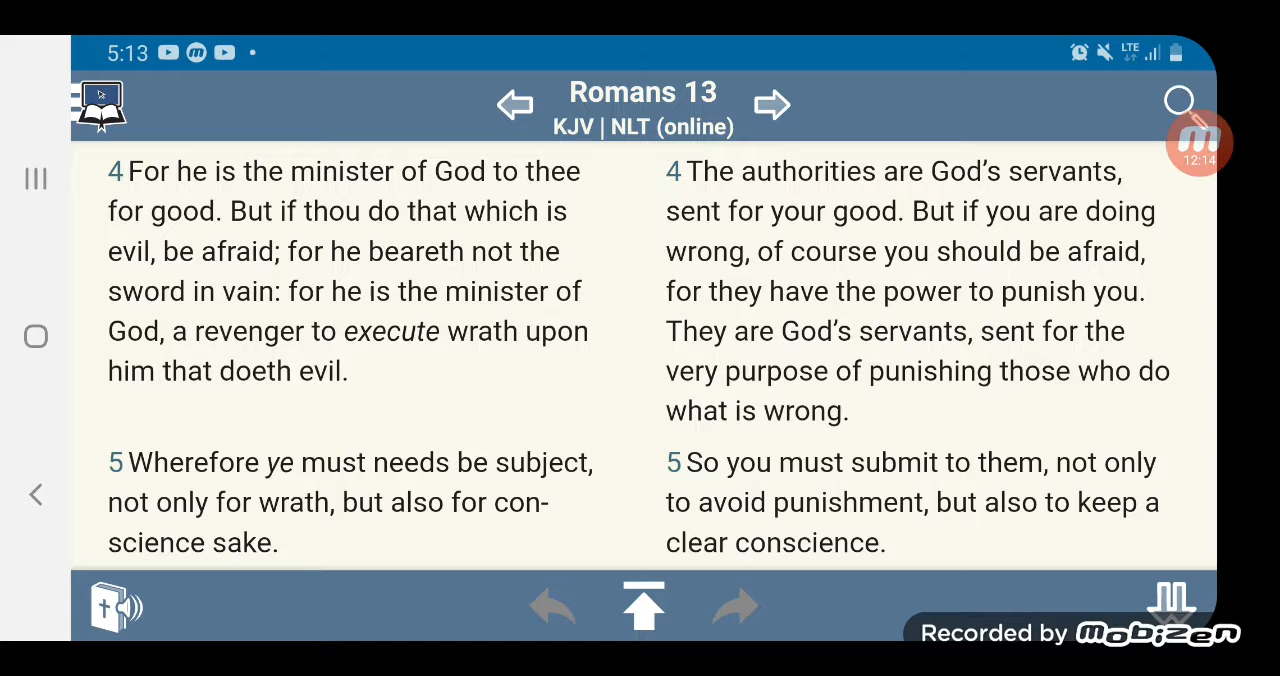 5:13
LTE
Romans 13
KJV | NLT (online)
12:14
4 For he is the minister of God to thee
for good. But if thou do that which is
evil, be afraid; for he beareth not the
sword in vain: for he is the minister of
God, a revenger to execute wrath upon
him that doeth evil.
5 Wherefore ye must needs be subject,
not only for wrath, but also for con-
science sake.
4 The authorities are God’s servants,
sent for your good. But if you are doing
wrong, of course you should be afraid,
for they have the power to punish you.
They are God’s servants, sent for the
very purpose of punishing those who do
what is wrong.
5 So you must submit to them, not only
to avoid punishment, but also to keep a
clear conscience.
Recorded by Mobizen